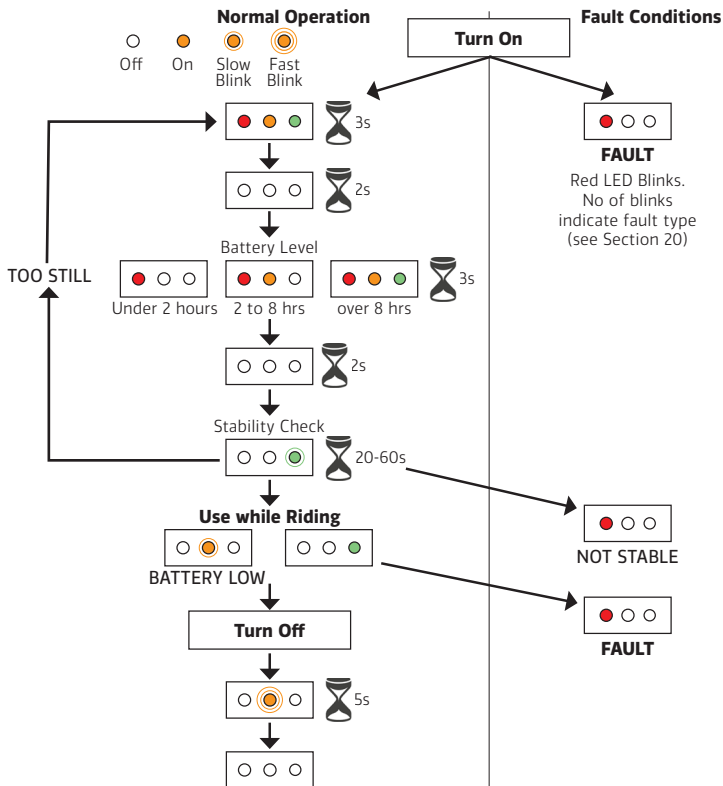 Normal Operation
Fault Conditions
Turn On
Off
On
Slow
Blink
Fast
Blink
3s
FAULT
Red LED Blinks.
No of blinks
indicate fault type
(see Section 20)
2s
Battery Level
TOO STILL
3s
Under 2 hours
2 to 8 hrs
over 8 hrs
2s
Stability Check
20-60s
Use while Riding
NOT STABLE
BATTERY LOW
Turn Off
FAULT
5s